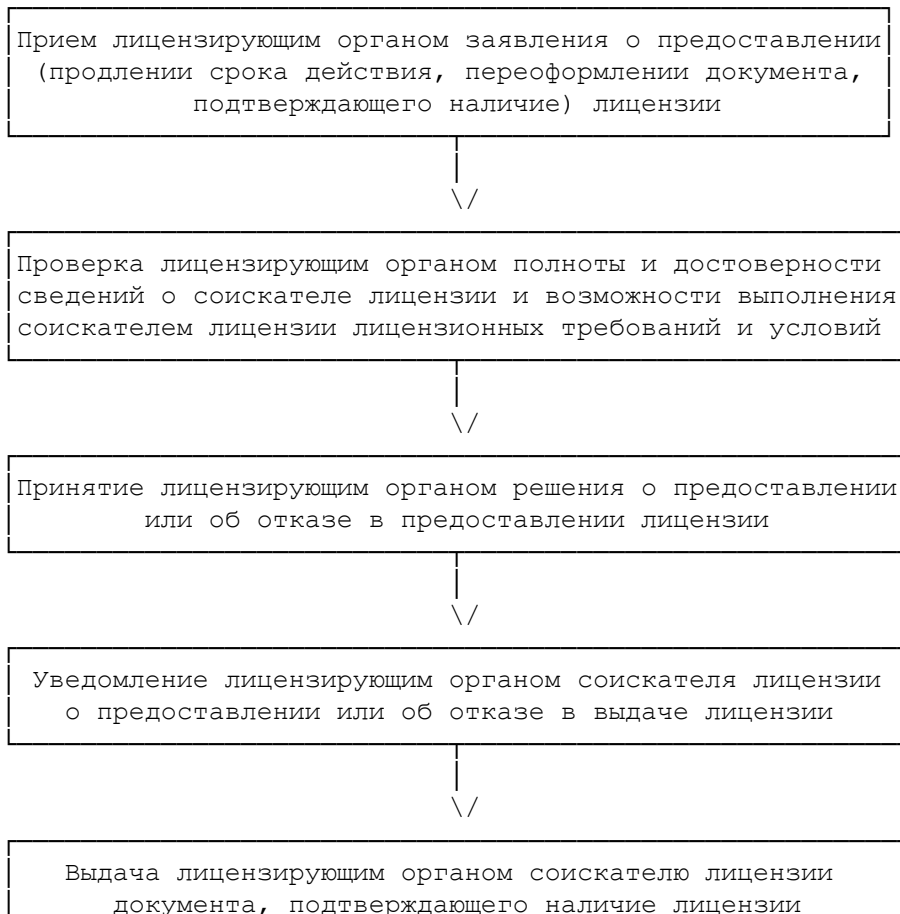 Прием лицензирующим органом заявления о предоставлении
(продлении срока действия, переоформлении документа,
подтверждающего наличие) лицензии
Проверка лицензирующим органом полноты и достоверности
сведений о соискателе лицензии и возможности выполнения
соискателем лицензии лицензионных требований и условий
Принятие лицензирующим органом решения о предоставлении
или об отказе в предоставлении лицензии
Уведомление лицензирующим органом соискателя лицензии
о предоставлении или об отказе в выдаче лицензии
Выдача лицензирующим органом соискателю лицензии
документа, подтверждающего наличие лицензии